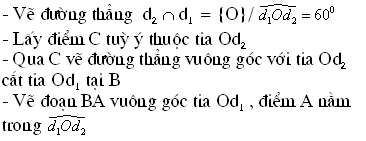 - Vẽ đường thẳng d₂ ∩ d₁ = {O}/ d₁Od₂ = 60⁰
- Lấy điểm C tuỳ ý thuộc tia Od₂
- Qua C vẽ đường thẳng vuông góc với tia Od₂
cắt tia Od₁ tại B
- Vẽ đoạn BA vuông góc tia Od₁ , điểm A nằm
trong d₁Od₂